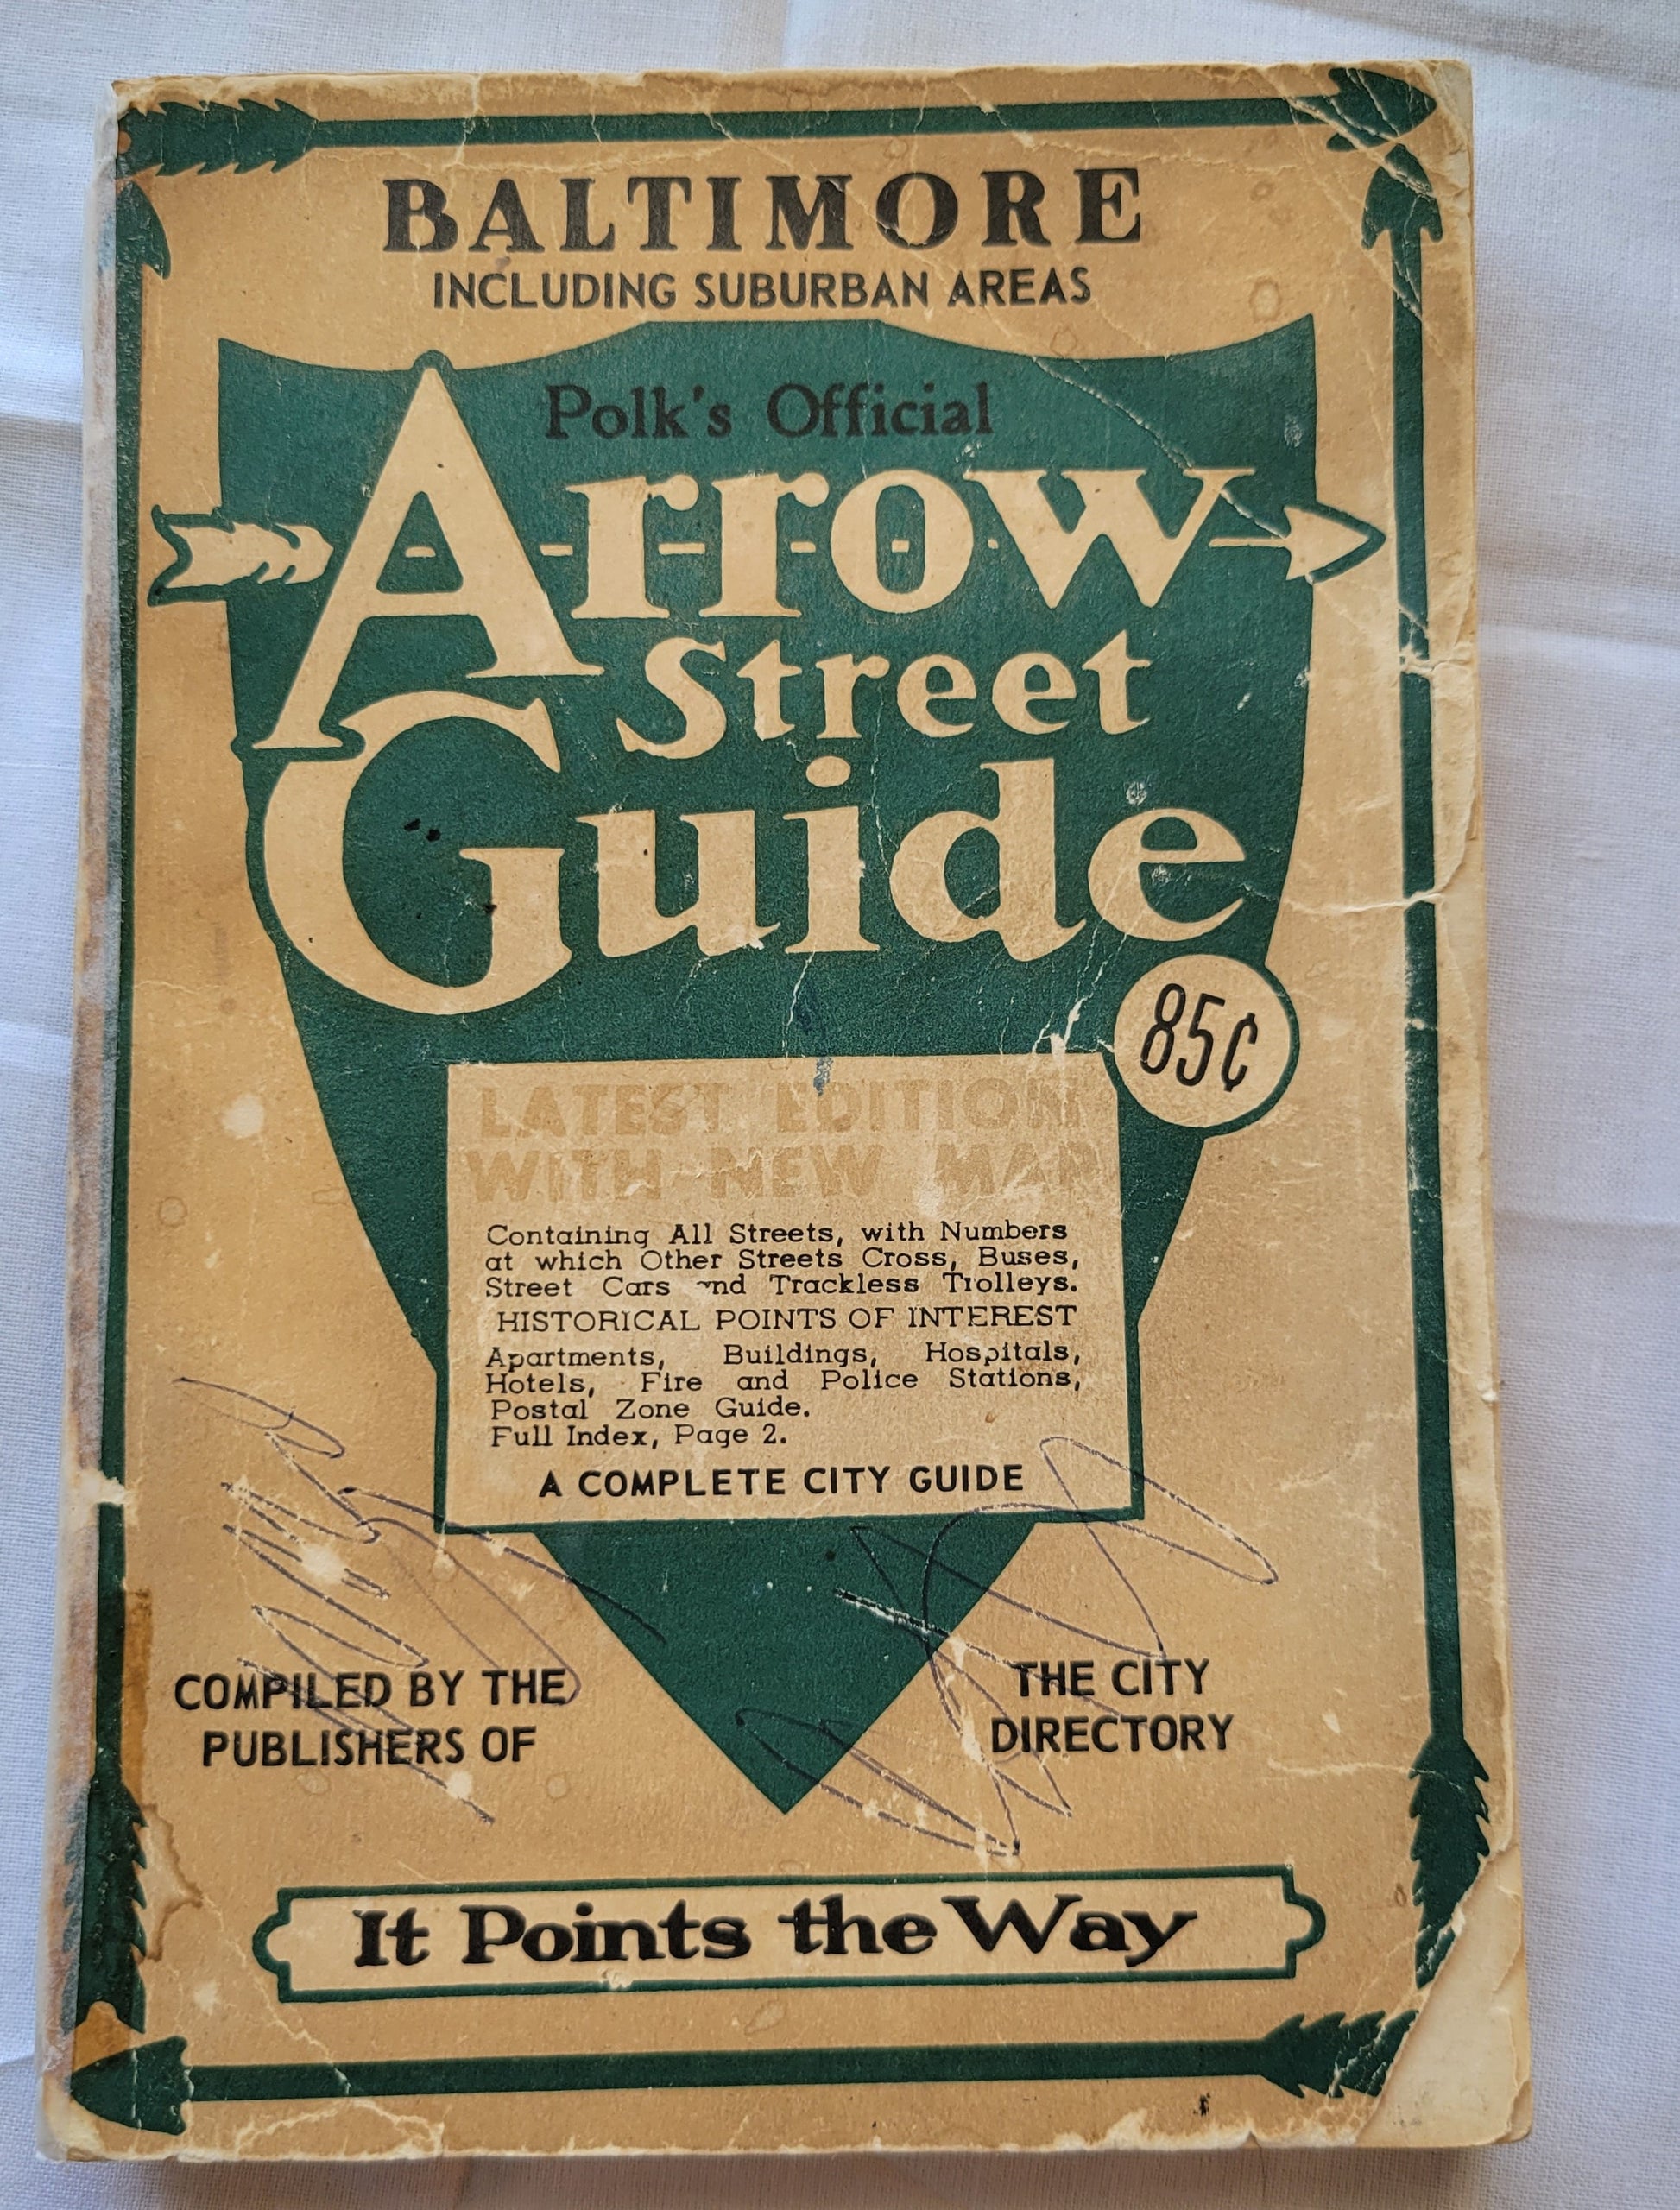 BALTIMORE
INCLUDING SUBURBAN AREAS
Polk's Official
Arrow
Street
Guide
85¢
LATEST EDITION
WITH NEW MAP
Containing All Streets, with Numbers
at which Other Streets Cross, Buses,
Street Cars and Trackless Trolleys.
HISTORICAL POINTS OF INTEREST
Apartments, Buildings, Hospitals,
Hotels, Fire and Police Stations,
Postal Zone Guide.
Full Index, Page 2.
A COMPLETE CITY GUIDE
COMPILED BY THE
PUBLISHERS OF
THE CITY
DIRECTORY
It Points the Way